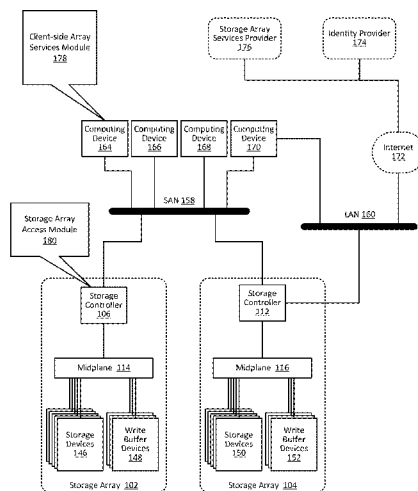 Client-side Array
Services Module
178
Storage Array
Services Provider
176
Identity Provider
174
Computing
Device
164
Computing
Device
166
Computing
Device
168
Computing
Device
170
Internet
172
SAN 158
LAN 160
Storage Array
Access Module
180
Storage
Controller
106
Storage
Controller
112
Midplane 114
Midplane 116
Storage
Devices
146
Write
Buffer
Devices
148
Storage
Devices
150
Write
Buffer
Devices
152
Storage Array 102
Storage Array 104